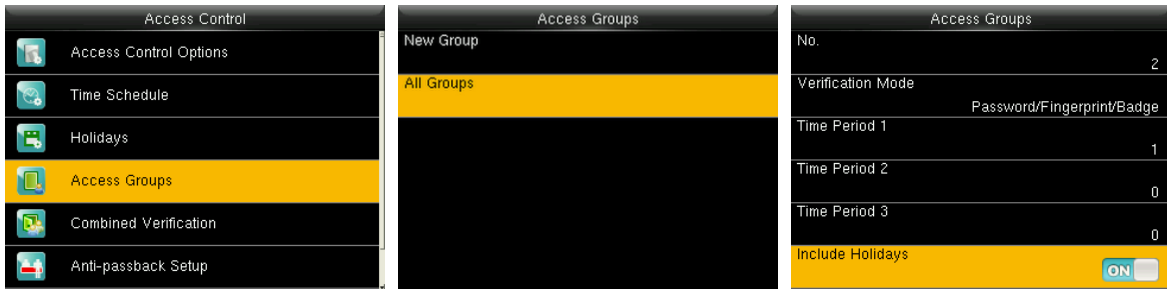 Access Control
Access Control Options
Time Schedule
Holidays
Access Groups
Combined Verification
Anti-passback Setup
Access Groups
New Group
All Groups
Access Groups
No.
2
Verification Mode
Password/Fingerprint/Badge
Time Period 1
1
Time Period 2
0
Time Period 3
0
Include Holidays
ON